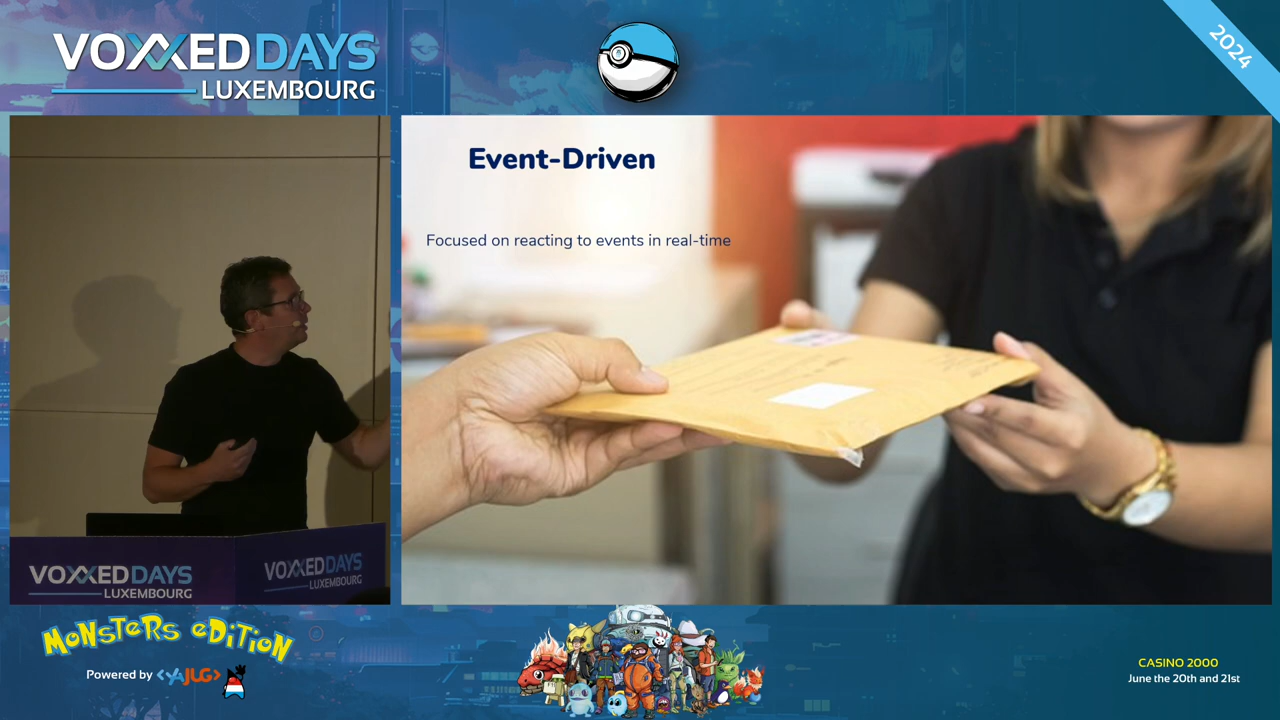 VOXXEDDAYS
LUXEMBOURG
2024
Event-Driven
Focused on reacting to events in real-time
VOXXEDDAYS
LUXEMBOURG
VOXXEDDAYS
LUXEMBOURG
MONSTERS EDITION
Powered by <YAJUG>
CASINO 2000
June the 20th and 21st